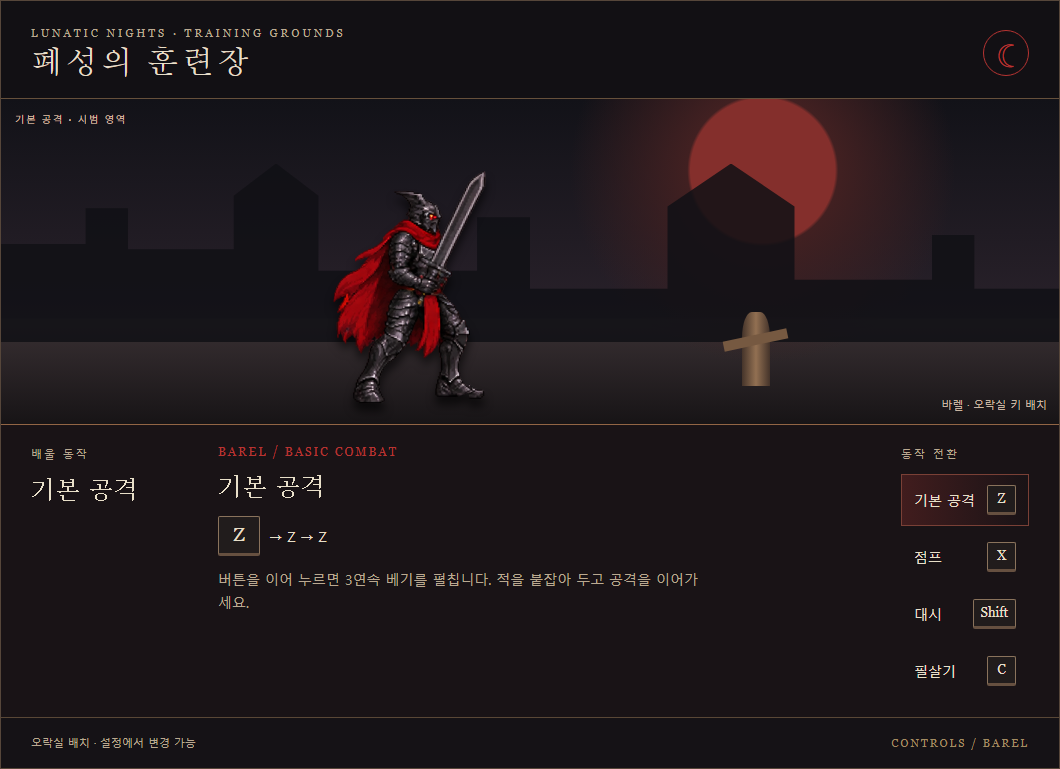 LUNATIC NIGHTS · TRAINING GROUNDS
폐성의 훈련장
기본 공격 · 시범 영역
바렐 · 오락실 키 배치
배울 동작
기본 공격
BAREL / BASIC COMBAT
기본 공격
Z → Z → Z
버튼을 이어 누르면 3연속 베기를 펼칩니다. 적을 붙잡아 두고 공격을 이어가
세요.
동작 전환
기본 공격 Z
점프 X
대시 Shift
필살기 C
오락실 배치 · 설정에서 변경 가능
CONTROLS / BAREL